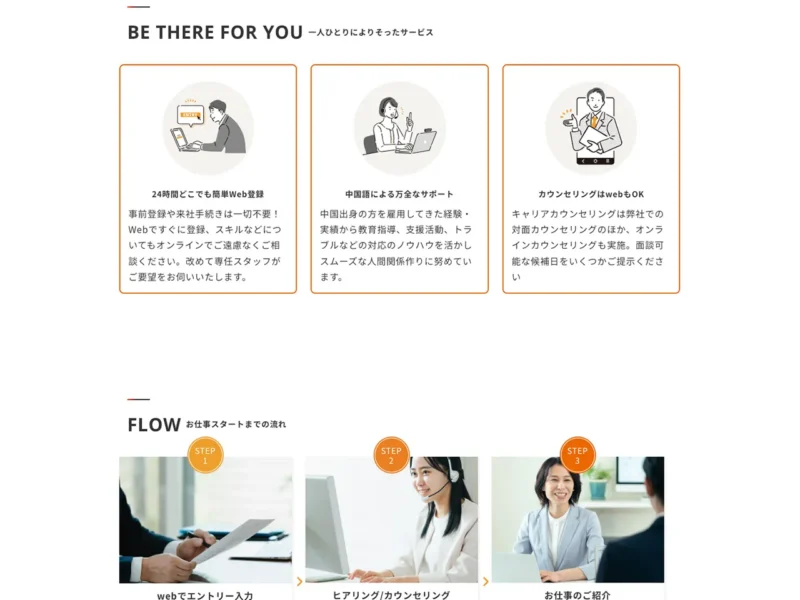 BE THERE FOR YOU 一人ひとりによりそったサービス
24時間どこでも簡単Web登録
事前登録や来社手続きは一切不要！
Webですぐに登録、スキルなどにつ
いてもオンラインでご遠慮なくご相
談ください。改めて専任スタッフが
ご要望をお伺いいたします。
中国語による万全なサポート
中国出身の方を雇用してきた経験・
実績から教育指導、支援活動、トラ
ブルなどの対応のノウハウを活かし
スムーズな人間関係作りに努めてい
ます。
カウンセリングはwebもOK
キャリアカウンセリングは弊社での
対面カウンセリングのほか、オンラ
インカウンセリングも実施。面談可
能な候補日をいくつかご提示くださ
い
FLOW お仕事スタートまでの流れ
STEP
1
webでエントリー入力
STEP
2
ヒアリング/カウンセリング
STEP
3
お仕事のご紹介